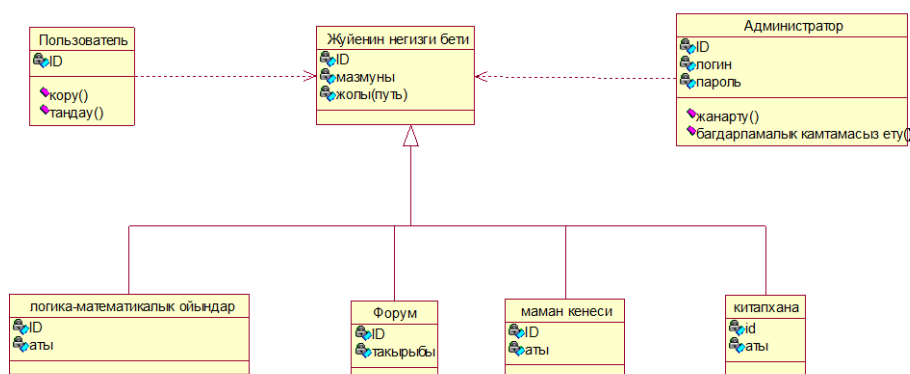 Пользователь
ID
кору()
тандау()
Жуйенин негизги бети
ID
мазмуны
жолы(путь)
Администратор
ID
логин
пароль
жанарту()
багдарламалык камтамасыз ету()
логика-математикалык ойындар
ID
аты
Форум
ID
такырыбы
маман кенеси
ID
аты
китапхана
id
аты